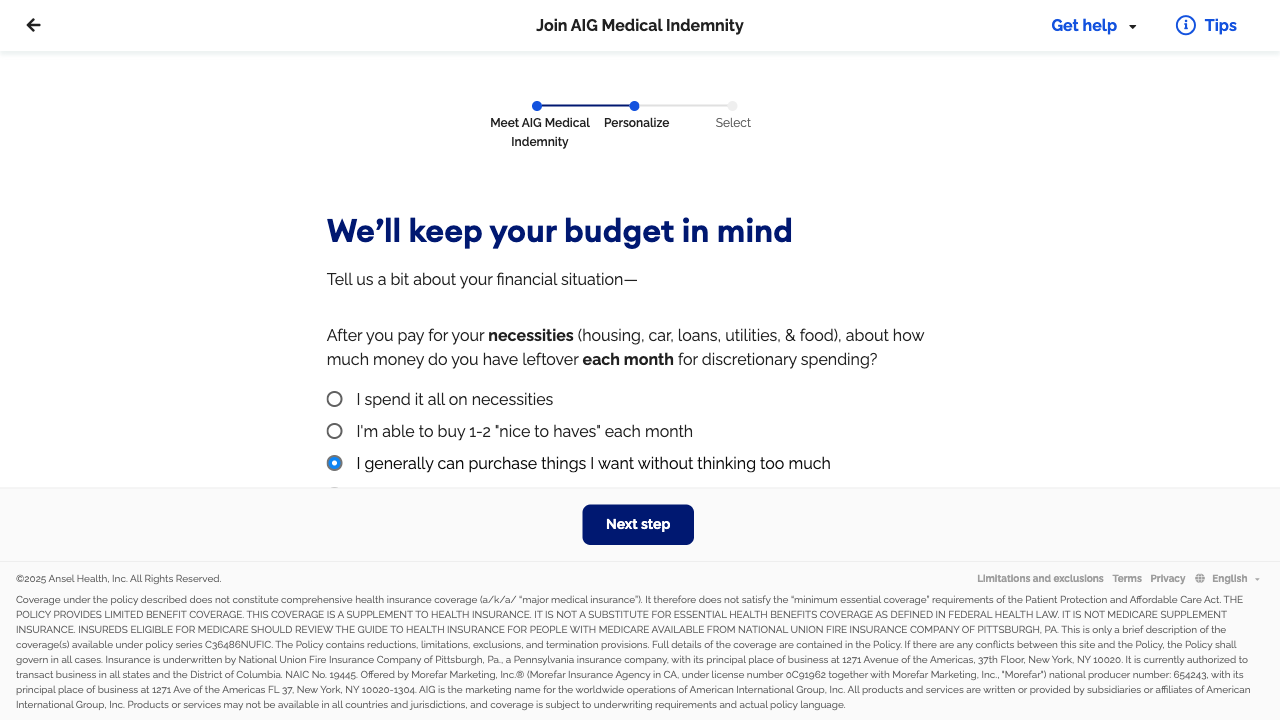 Join AIG Medical Indemnity
Get help
Tips
Meet AIG Medical
Indemnity
Personalize
Select
We’ll keep your budget in mind
Tell us a bit about your financial situation—
After you pay for your necessities (housing, car, loans, utilities, & food), about how
much money do you have leftover each month for discretionary spending?
I spend it all on necessities
I'm able to buy 1-2 "nice to haves" each month
I generally can purchase things I want without thinking too much
Next step
©2025 Ansel Health, Inc. All Rights Reserved.
Limitations and exclusions Terms Privacy English
Coverage under the policy described does not constitute comprehensive health insurance coverage (a/k/a/ “major medical insurance”). It therefore does not satisfy the “minimum essential coverage” requirements of the Patient Protection and Affordable Care Act. THE
POLICY PROVIDES LIMITED BENEFIT COVERAGE. THIS COVERAGE IS A SUPPLEMENT TO HEALTH INSURANCE. IT IS NOT A SUBSTITUTE FOR ESSENTIAL HEALTH BENEFITS COVERAGE AS DEFINED IN FEDERAL HEALTH LAW. IT IS NOT MEDICARE SUPPLEMENT
INSURANCE. INSUREDS ELIGIBLE FOR MEDICARE SHOULD REVIEW THE GUIDE TO HEALTH INSURANCE FOR PEOPLE WITH MEDICARE AVAILABLE FROM NATIONAL UNION FIRE INSURANCE COMPANY OF PITTSBURGH, PA. This is only a brief description of the
coverage(s) available under policy series C36486NUFIC. The Policy contains reductions, limitations, exclusions, and termination provisions. Full details of the coverage are contained in the Policy. If there are any conflicts between this site and the Policy, the Policy shall
govern in all cases. Insurance is underwritten by National Union Fire Insurance Company of Pittsburgh, Pa., a Pennsylvania insurance company, with its principal place of business at 1271 Avenue of the Americas, 37th Floor, New York, NY 10020. It is currently authorized to
transact business in all states and the District of Columbia. NAIC No. 19445. Offered by Morefar Marketing, Inc.® (Morefar Insurance Agency in CA, under license number 0C91962 together with Morefar Marketing, Inc., "Morefar") national producer number: 654243, with its
principal place of business at 1271 Ave of the Americas FL 37, New York, NY 10020-1304. AIG is the marketing name for the worldwide operations of American International Group, Inc. All products and services are written or provided by subsidiaries or affiliates of American
International Group, Inc. Products or services may not be available in all countries and jurisdictions, and coverage is subject to underwriting requirements and actual policy language.